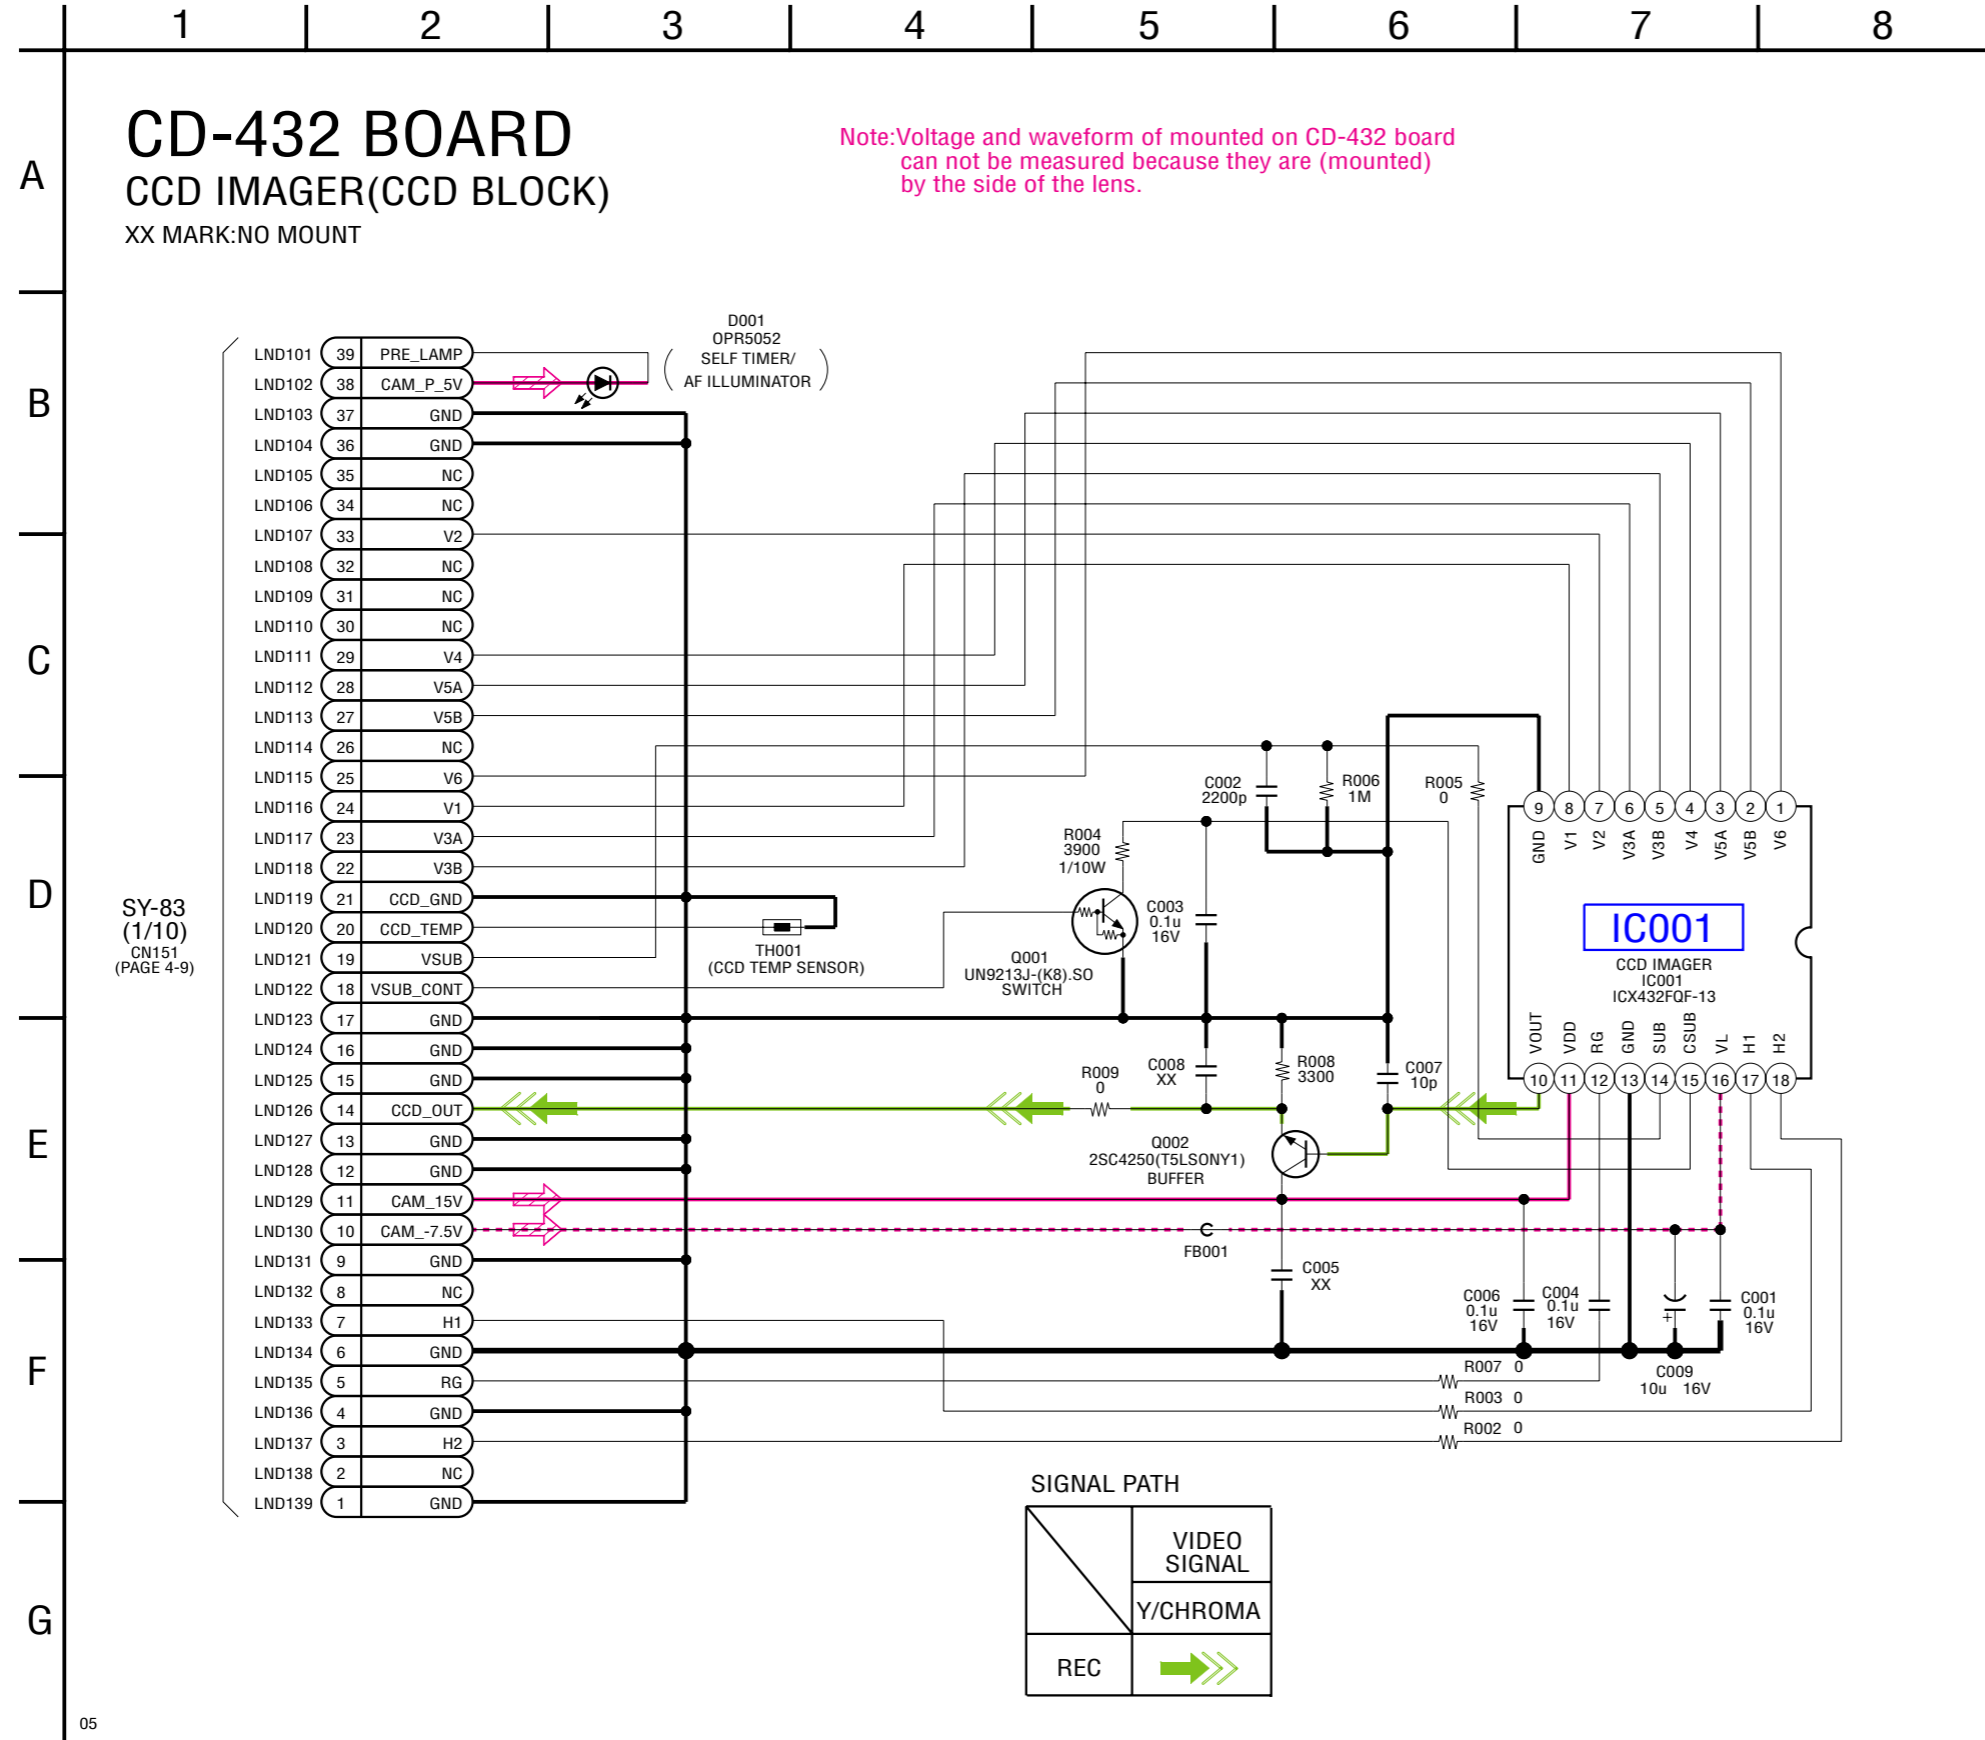 1 2 3 4 5 6 7 8
A
B
C
D
E
F
G
CD-432 BOARD
CCD IMAGER(CCD BLOCK)
XX MARK:NO MOUNT
Note:Voltage and waveform of mounted on CD-432 board
can not be measured because they are (mounted)
by the side of the lens.
SY-83
(1/10)
CN151
(PAGE 4-9)
LND101 39 PRE_LAMP
LND102 38 CAM_P_5V
LND103 37 GND
LND104 36 GND
LND105 35 NC
LND106 34 NC
LND107 33 V2
LND108 32 NC
LND109 31 NC
LND110 30 NC
LND111 29 V4
LND112 28 V5A
LND113 27 V5B
LND114 26 NC
LND115 25 V6
LND116 24 V1
LND117 23 V3A
LND118 22 V3B
LND119 21 CCD_GND
LND120 20 CCD_TEMP
LND121 19 VSUB
LND122 18 VSUB_CONT
LND123 17 GND
LND124 16 GND
LND125 15 GND
LND126 14 CCD_OUT
LND127 13 GND
LND128 12 GND
LND129 11 CAM_15V
LND130 10 CAM_-7.5V
LND131 9 GND
LND132 8 NC
LND133 7 H1
LND134 6 GND
LND135 5 RG
LND136 4 GND
LND137 3 H2
LND138 2 NC
LND139 1 GND
D001
OPR5052
SELF TIMER/
AF ILLUMINATOR
TH001
(CCD TEMP SENSOR)
C002
2200p
R006
1M
R005
0
R004
3900
1/10W
C003
0.1u
16V
Q001
UN9213J-(K8).SO
SWITCH
R009
0
C008
XX
R008
3300
C007
10p
Q002
2SC4250(T5LSONY1)
BUFFER
FB001
C005
XX
C006
0.1u
16V
C004
0.1u
16V
+
C009
10u 16V
C001
0.1u
16V
R007 0
R003 0
R002 0
9 8 7 6 5 4 3 2 1
GND V1 V2 V3A V3B V4 V5A V5B V6
IC001
CCD IMAGER
IC001
ICX432FQF-13
VOUT VDD RG GND SUB CSUB VL H1 H2
10 11 12 13 14 15 16 17 18
SIGNAL PATH
VIDEO
SIGNAL
Y/CHROMA
REC
05